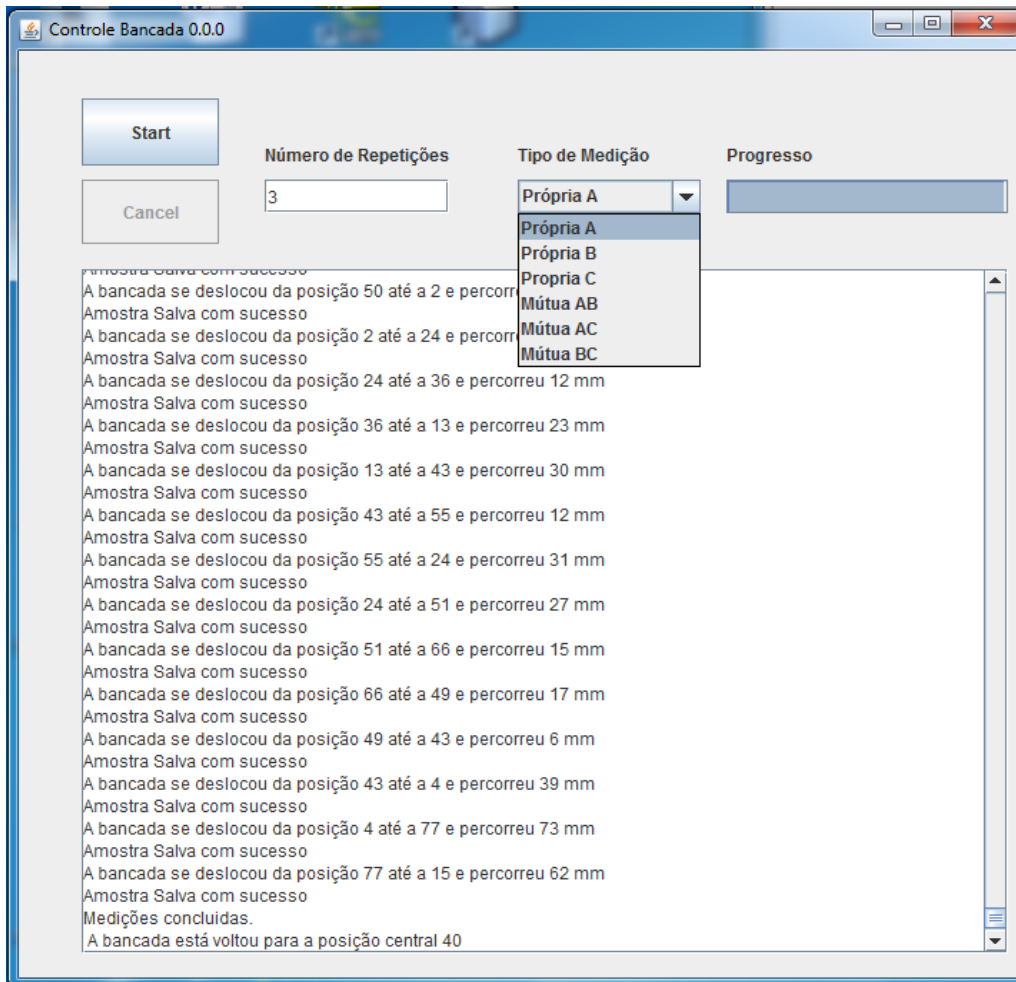 Controle Bancada 0.0.0
Start
Número de Repetições
Tipo de Medição
Progresso
Cancel
3
Própria A
Própria A
Própria B
Propria C
Mútua AB
Mútua AC
Mútua BC
Amostra Salva com sucesso
A bancada se deslocou da posição 50 até a 2 e
Amostra Salva com sucesso
A bancada se deslocou da posição 2 até a 24 e
Amostra Salva com sucesso
A bancada se deslocou da posição 24 até a 36 e percorreu 12 mm
Amostra Salva com sucesso
A bancada se deslocou da posição 36 até a 13 e percorreu 23 mm
Amostra Salva com sucesso
A bancada se deslocou da posição 13 até a 43 e percorreu 30 mm
Amostra Salva com sucesso
A bancada se deslocou da posição 43 até a 55 e percorreu 12 mm
Amostra Salva com sucesso
A bancada se deslocou da posição 55 até a 24 e percorreu 31 mm
Amostra Salva com sucesso
A bancada se deslocou da posição 24 até a 51 e percorreu 27 mm
Amostra Salva com sucesso
A bancada se deslocou da posição 51 até a 66 e percorreu 15 mm
Amostra Salva com sucesso
A bancada se deslocou da posição 66 até a 49 e percorreu 17 mm
Amostra Salva com sucesso
A bancada se deslocou da posição 49 até a 43 e percorreu 6 mm
Amostra Salva com sucesso
A bancada se deslocou da posição 43 até a 4 e percorreu 39 mm
Amostra Salva com sucesso
A bancada se deslocou da posição 4 até a 77 e percorreu 73 mm
Amostra Salva com sucesso
A bancada se deslocou da posição 77 até a 15 e percorreu 62 mm
Amostra Salva com sucesso
Medições concluidas.
A bancada está voltou para a posição central 40